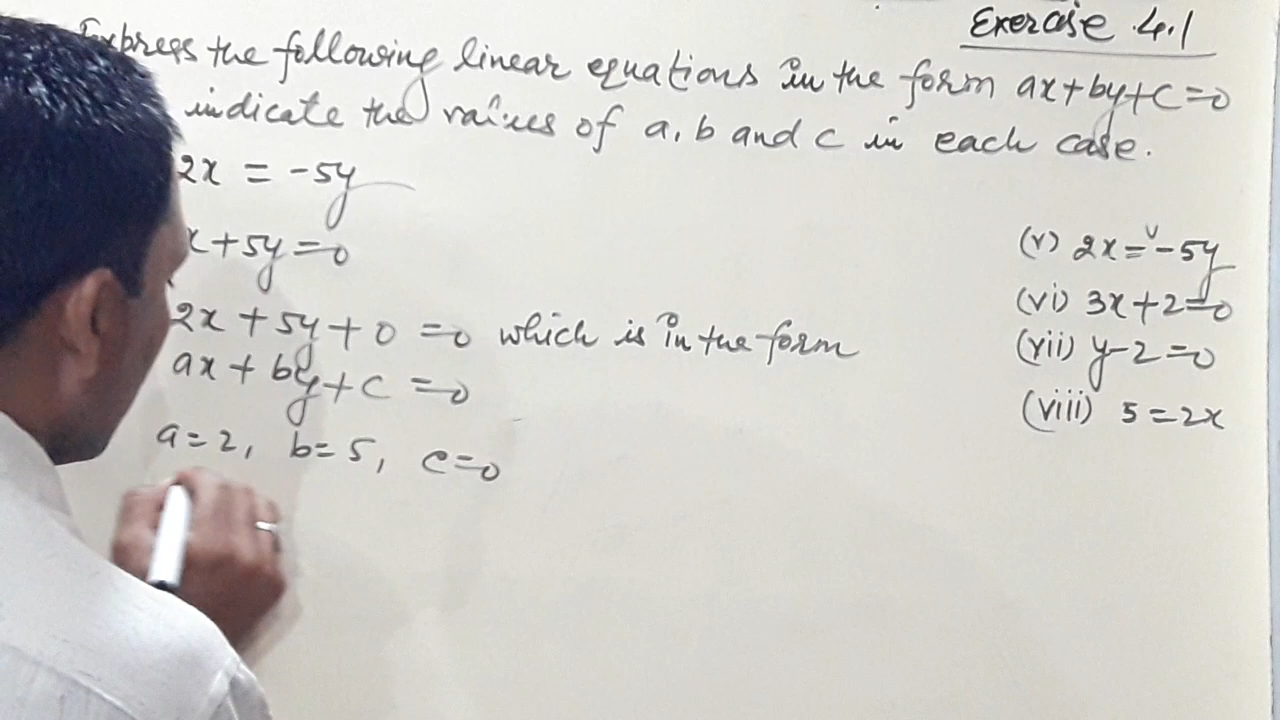 Exercise 4.1
Express the following linear equations in the form ax+by+c=0
indicate the values of a, b and c in each case.
2x = -5y
x+5y=0
2x + 5y + 0 = 0 which is in the form
ax + by + c = 0
a=2, b=5, c=0
(v) 2x = -5y
(vi) 3x+2=0
(vii) y-2=0
(viii) 5=2x